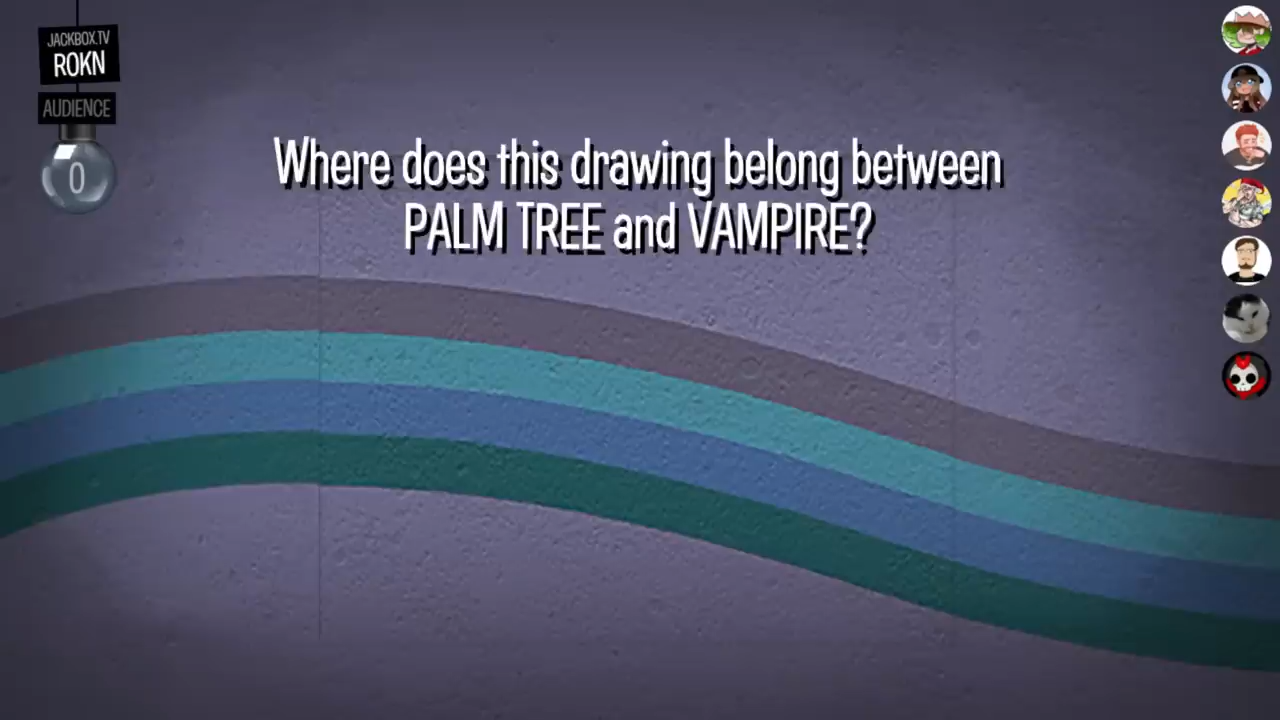 JACKBOX.TV
ROKN
AUDIENCE
0
Where does this drawing belong between
PALM TREE and VAMPIRE?